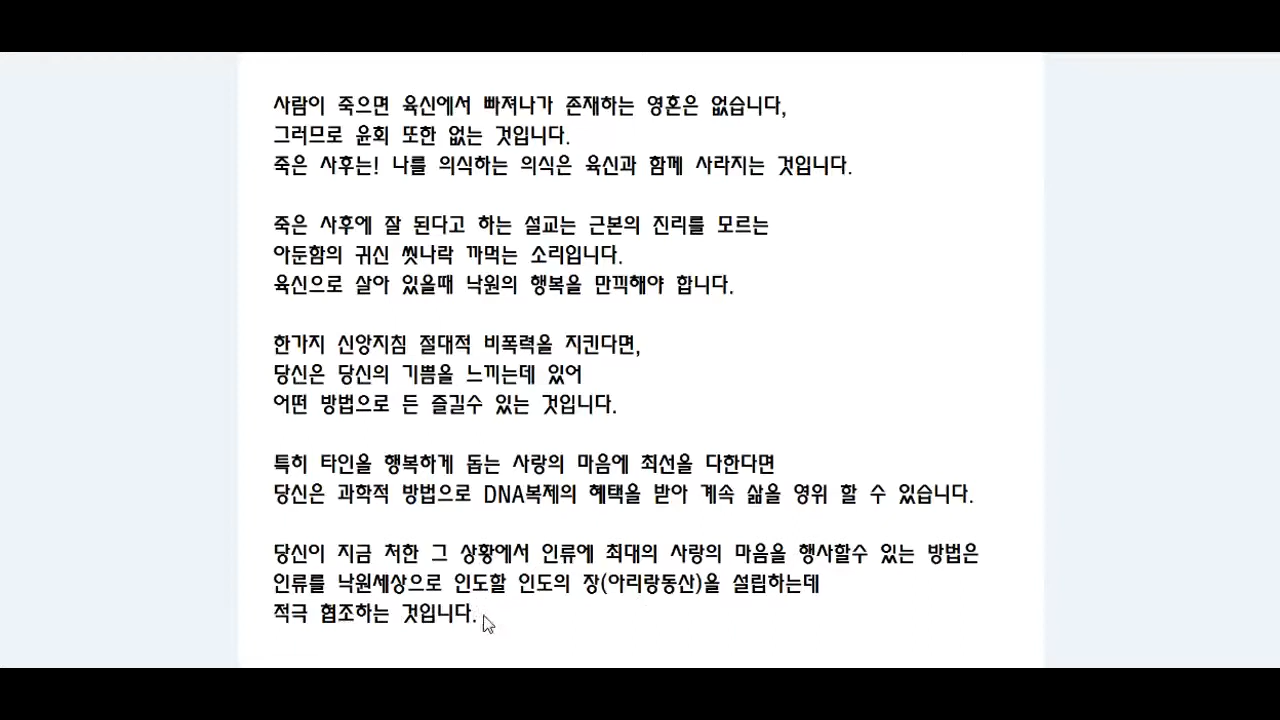 사람이 죽으면 육신에서 빠져나가 존재하는 영혼은 없습니다,
그러므로 윤회 또한 없는 것입니다.
죽은 사후는! 나를 의식하는 의식은 육신과 함께 사라지는 것입니다.
죽은 사후에 잘 된다고 하는 설교는 근본의 진리를 모르는
아둔함의 귀신 씻나락 까먹는 소리입니다.
육신으로 살아 있을때 낙원의 행복을 만끽해야 합니다.
한가지 신앙지침 절대적 비폭력을 지킨다면,
당신은 당신의 기쁨을 느끼는데 있어
어떤 방법으로 든 즐길수 있는 것입니다.
특히 타인을 행복하게 돕는 사랑의 마음에 최선을 다한다면
당신은 과학적 방법으로 DNA복제의 혜택을 받아 계속 삶을 영위 할 수 있습니다.
당신이 지금 처한 그 상황에서 인류에 최대의 사랑의 마음을 행사할수 있는 방법은
인류를 낙원세상으로 인도할 인도의 장(아리랑동산)을 설립하는데
적극 협조하는 것입니다.